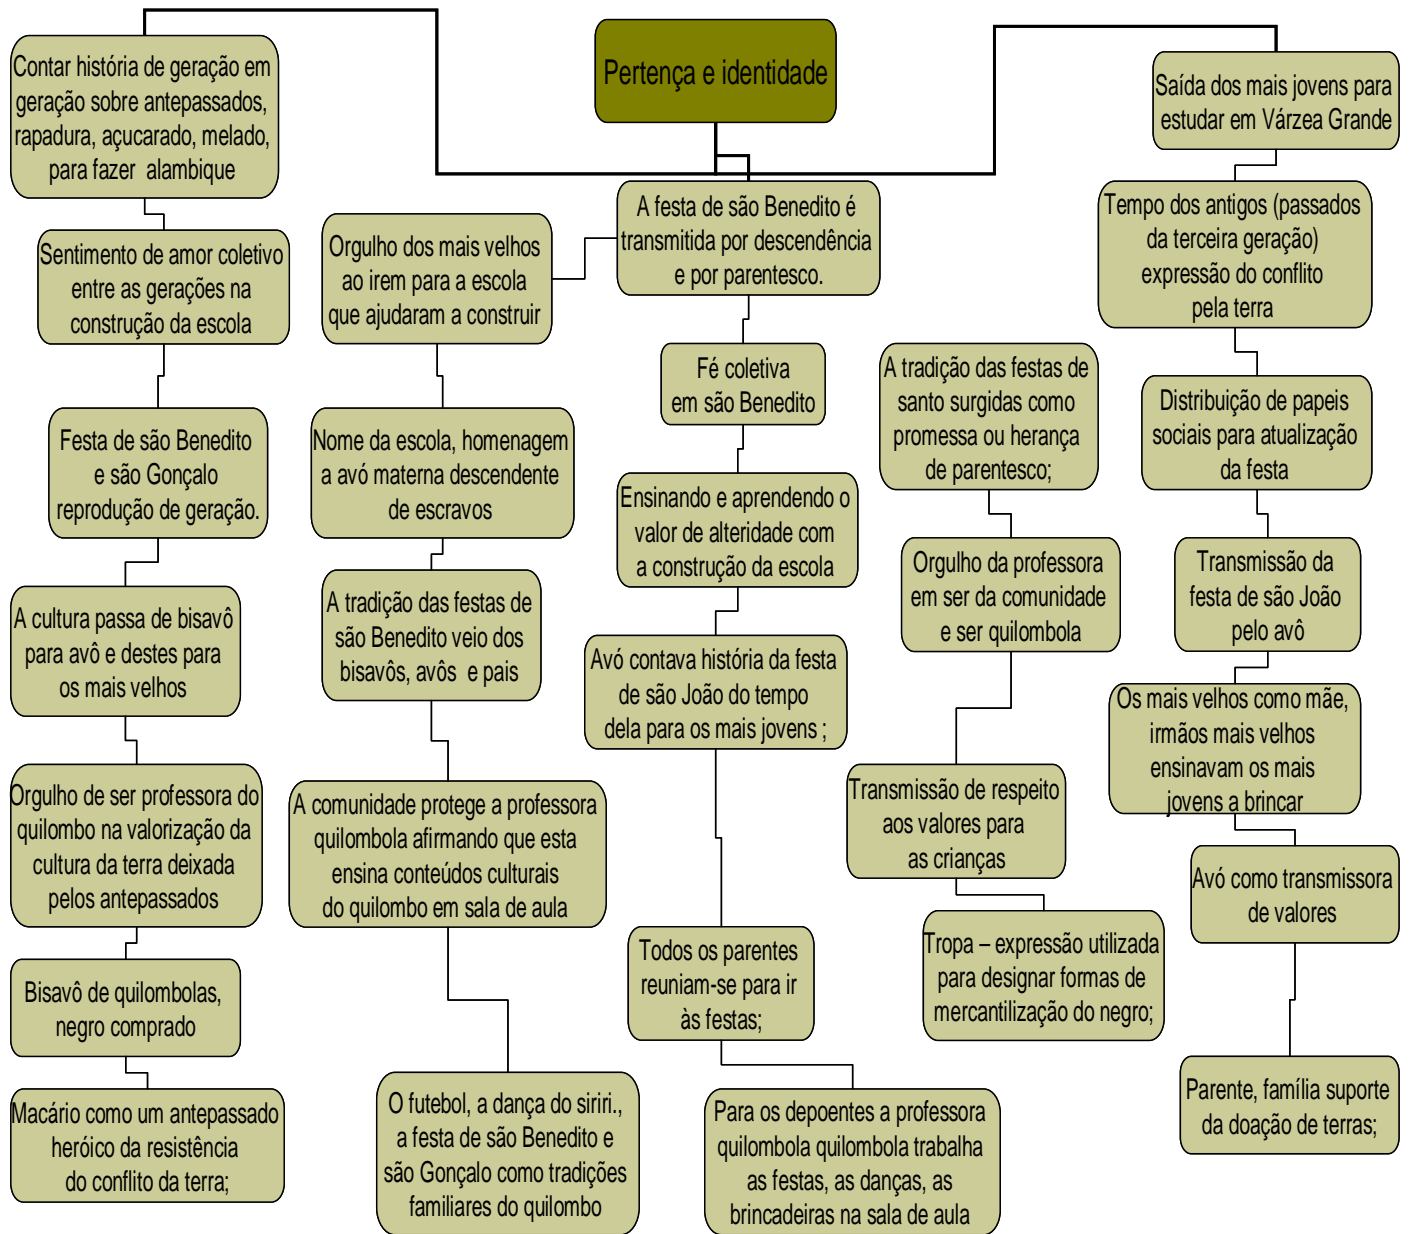 Pertença e identidade
Contar história de geração em
geração sobre antepassados,
rapadura, açucarado, melado,
para fazer alambique
Sentimento de amor coletivo
entre as gerações na
construção da escola
Festa de são Benedito
e são Gonçalo
reprodução de geração.
A cultura passa de bisavô
para avô e destes para
os mais velhos
Orgulho de ser professora do
quilombo na valorização da
cultura da terra deixada
pelos antepassados
Bisavô de quilombolas,
negro comprado
Macário como um antepassado
heróico da resistência
do conflito da terra;
Orgulho dos mais velhos
ao irem para a escola
que ajudaram a construir
Nome da escola, homenagem
a avó materna descendente
de escravos
A tradição das festas de
são Benedito veio dos
bisavôs, avôs e pais
A comunidade protege a professora
quilombola afirmando que esta
ensina conteúdos culturais
do quilombo em sala de aula
O futebol, a dança do siriri.,
a festa de são Benedito e
são Gonçalo como tradições
familiares do quilombo
A festa de são Benedito é
transmitida por descendência
e por parentesco.
Fé coletiva
em são Benedito
Ensinando e aprendendo o
valor de alteridade com
a construção da escola
Avó contava história da festa
de são João do tempo
dela para os mais jovens ;
Todos os parentes
reuniam-se para ir
às festas;
Para os depoentes a professora
quilombola quilombola trabalha
as festas, as danças, as
brincadeiras na sala de aula
A tradição das festas de
santo surgidas como
promessa ou herança
de parentesco;
Orgulho da professora
em ser da comunidade
e ser quilombola
Transmissão de respeito
aos valores para
as crianças
Tropa – expressão utilizada
para designar formas de
mercantilização do negro;
Saída dos mais jovens para
estudar em Várzea Grande
Tempo dos antigos (passados
da terceira geração)
expressão do conflito
pela terra
Distribuição de papeis
sociais para atualização
da festa
Transmissão da
festa de são João
pelo avô
Os mais velhos como mãe,
irmãos mais velhos
ensinavam os mais
jovens a brincar
Avó como transmissora
de valores
Parente, família suporte
da doação de terras;